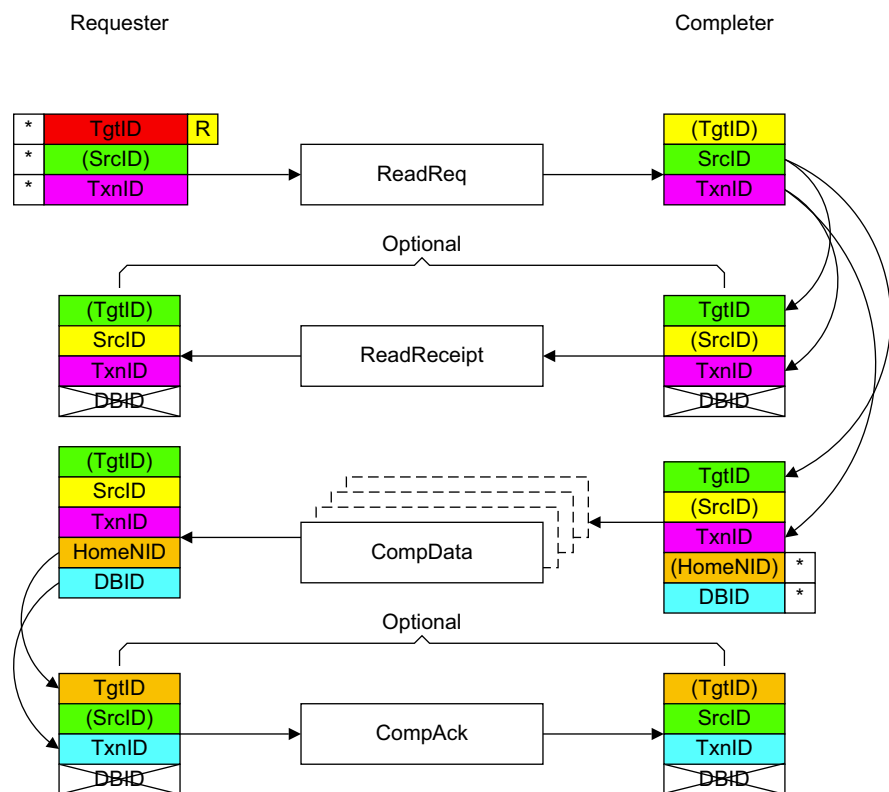 Requester
Completer
* TgtID R
* (SrcID)
* TxnID
ReadReq
(TgtID)
SrcID
TxnID
Optional
(TgtID)
SrcID
TxnID
DBID
ReadReceipt
TgtID
(SrcID)
TxnID
DBID
(TgtID)
SrcID
TxnID
HomeNID
DBID
CompData
TgtID
(SrcID)
TxnID
(HomeNID) *
DBID *
Optional
TgtID
(SrcID)
TxnID
DBID
CompAck
(TgtID)
SrcID
TxnID
DBID